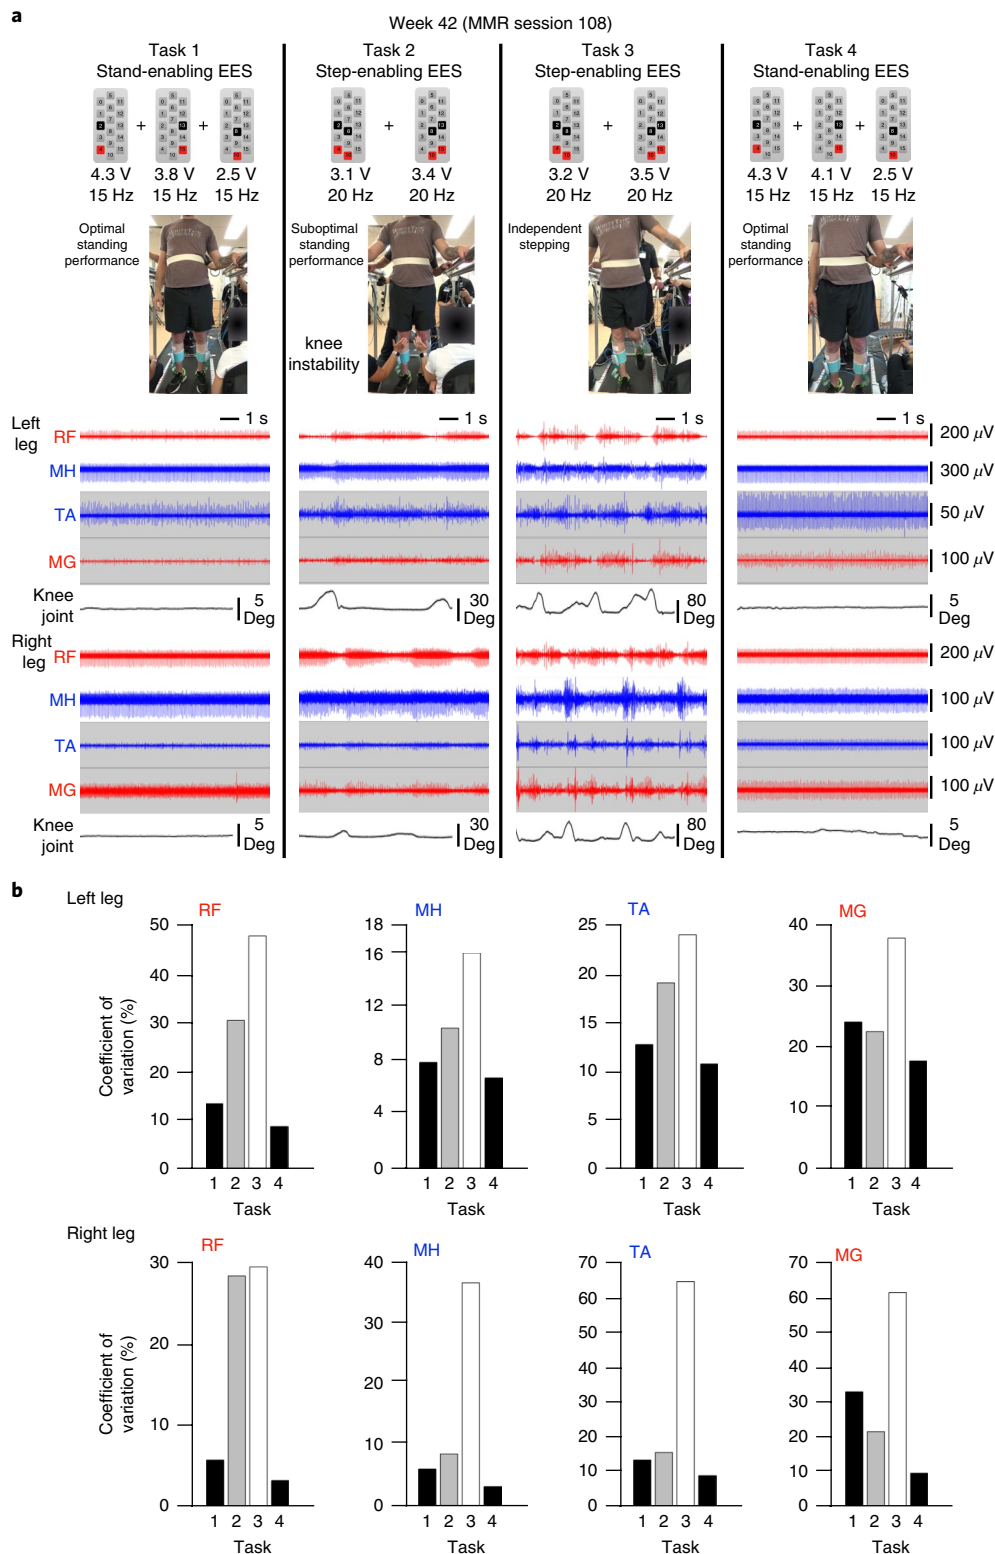 a
Week 42 (MMR session 108)
Task 1
Stand-enabling EES
Task 2
Step-enabling EES
Task 3
Step-enabling EES
Task 4
Stand-enabling EES
+ +
4.3 V 3.8 V 2.5 V
15 Hz 15 Hz 15 Hz
+
3.1 V 3.4 V
20 Hz 20 Hz
+
3.2 V 3.5 V
20 Hz 20 Hz
+ +
4.3 V 4.1 V 2.5 V
15 Hz 15 Hz 15 Hz
Optimal
standing
performance
Suboptimal
standing
performance
knee
instability
Independent
stepping
Optimal
standing
performance
1 s 1 s 1 s 1 s
Left
leg
RF 200 µV
MH 300 µV
TA 50 µV
MG 100 µV
Knee
joint
5
Deg
30
Deg
80
Deg
5
Deg
Right
leg
RF 200 µV
MH 100 µV
TA 100 µV
MG 100 µV
Knee
joint
5
Deg
30
Deg
80
Deg
5
Deg
b
Left leg
RF
Coefficient of
variation (%)
50
40
30
20
10
0
1 2 3 4
Task
MH
18
16
12
8
4
0
1 2 3 4
Task
TA
25
20
15
10
5
0
1 2 3 4
Task
MG
40
30
20
10
0
1 2 3 4
Task
Right leg
RF
Coefficient of
variation (%)
30
20
10
0
1 2 3 4
Task
MH
40
30
20
10
0
1 2 3 4
Task
TA
70
50
40
30
20
10
0
1 2 3 4
Task
MG
70
60
50
40
30
20
10
0
1 2 3 4
Task